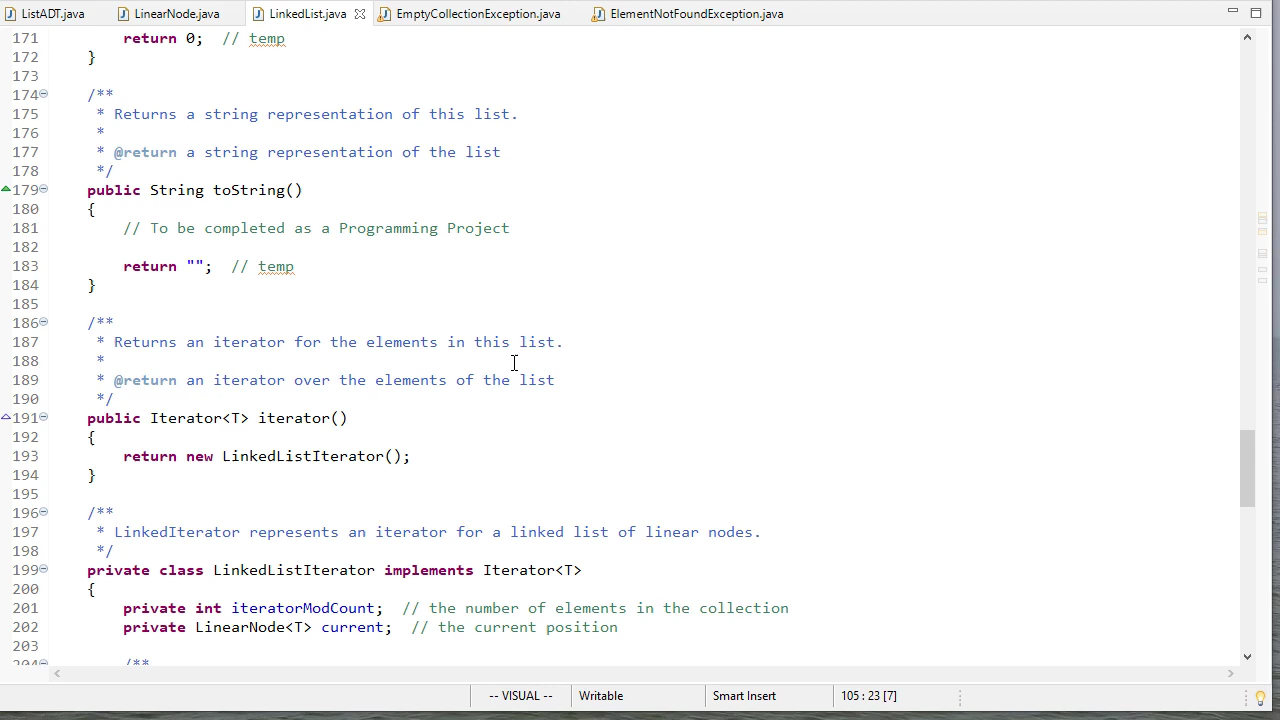 ListADT.java LinearNode.java LinkedList.java EmptyCollectionException.java ElementNotFoundException.java
171 return 0; // temp
172 }
173
174 /**
175 * Returns a string representation of this list.
176 *
177 * @return a string representation of the list
178 */
179 public String toString()
180 {
181 // To be completed as a Programming Project
182
183 return ""; // temp
184 }
185
186 /**
187 * Returns an iterator for the elements in this list.
188 *
189 * @return an iterator over the elements of the list
190 */
191 public Iterator<T> iterator()
192 {
193 return new LinkedListIterator();
194 }
195
196 /**
197 * LinkedIterator represents an iterator for a linked list of linear nodes.
198 */
199 private class LinkedListIterator implements Iterator<T>
200 {
201 private int iteratorModCount; // the number of elements in the collection
202 private LinearNode<T> current; // the current position
203
204 /**
-- VISUAL -- Writable Smart Insert 105 : 23 [7]